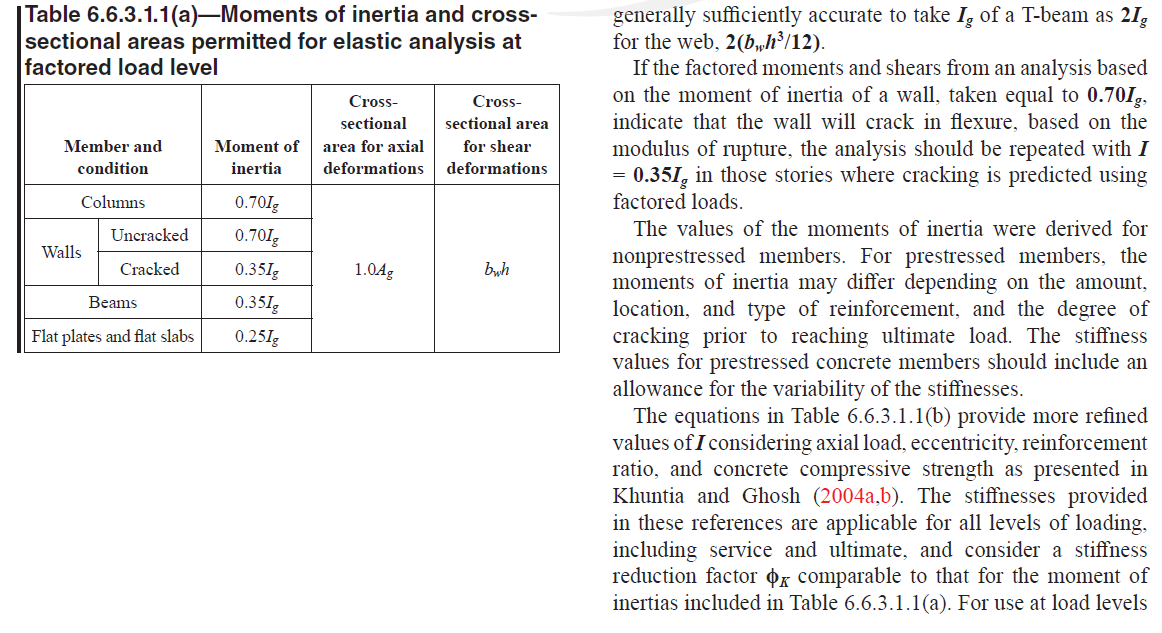 Table 6.6.3.1.1(a)—Moments of inertia and cross-
sectional areas permitted for elastic analysis at
factored load level
Member and
condition
Moment of
inertia
Cross-
sectional
area for axial
deformations
Cross-
sectional area
for shear
deformations
Columns
0.70Ig
Walls
Uncracked
0.70Ig
Cracked
0.35Ig
1.0Ag
bwh
Beams
0.35Ig
Flat plates and flat slabs
0.25Ig
generally sufficiently accurate to take Ig of a T-beam as 2Ig
for the web, 2(bwh³/12).
If the factored moments and shears from an analysis based
on the moment of inertia of a wall, taken equal to 0.70Ig,
indicate that the wall will crack in flexure, based on the
modulus of rupture, the analysis should be repeated with I
= 0.35Ig in those stories where cracking is predicted using
factored loads.
The values of the moments of inertia were derived for
nonprestressed members. For prestressed members, the
moments of inertia may differ depending on the amount,
location, and type of reinforcement, and the degree of
cracking prior to reaching ultimate load. The stiffness
values for prestressed concrete members should include an
allowance for the variability of the stiffnesses.
The equations in Table 6.6.3.1.1(b) provide more refined
values of I considering axial load, eccentricity, reinforcement
ratio, and concrete compressive strength as presented in
Khuntia and Ghosh (2004a,b). The stiffnesses provided
in these references are applicable for all levels of loading,
including service and ultimate, and consider a stiffness
reduction factor ϕK comparable to that for the moment of
inertias included in Table 6.6.3.1.1(a). For use at load levels